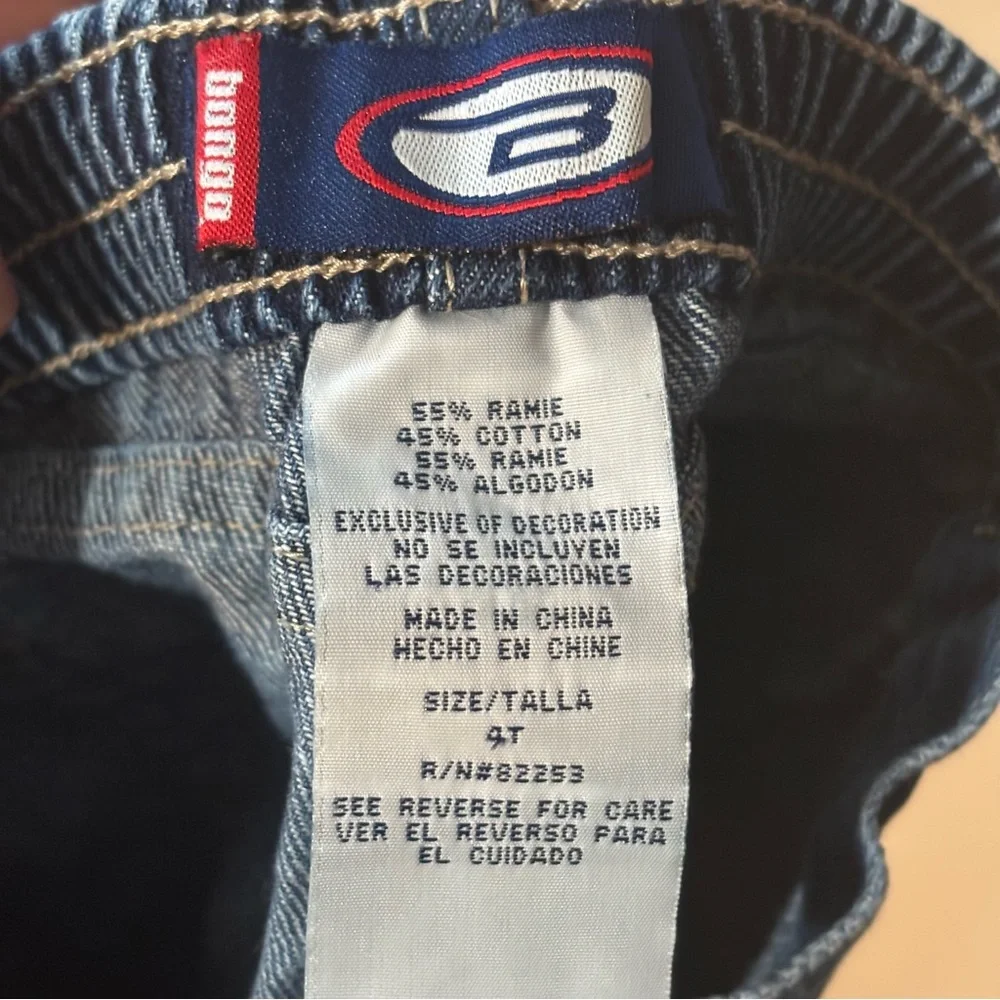 bongo
B
55% RAMIE
45% COTTON
55% RAMIE
45% ALGODON
EXCLUSIVE OF DECORATION
NO SE INCLUYEN
LAS DECORACIONES
MADE IN CHINA
HECHO EN CHINE
SIZE/TALLA
4T
R/N#82253
SEE REVERSE FOR CARE
VER EL REVERSO PARA
EL CUIDADO